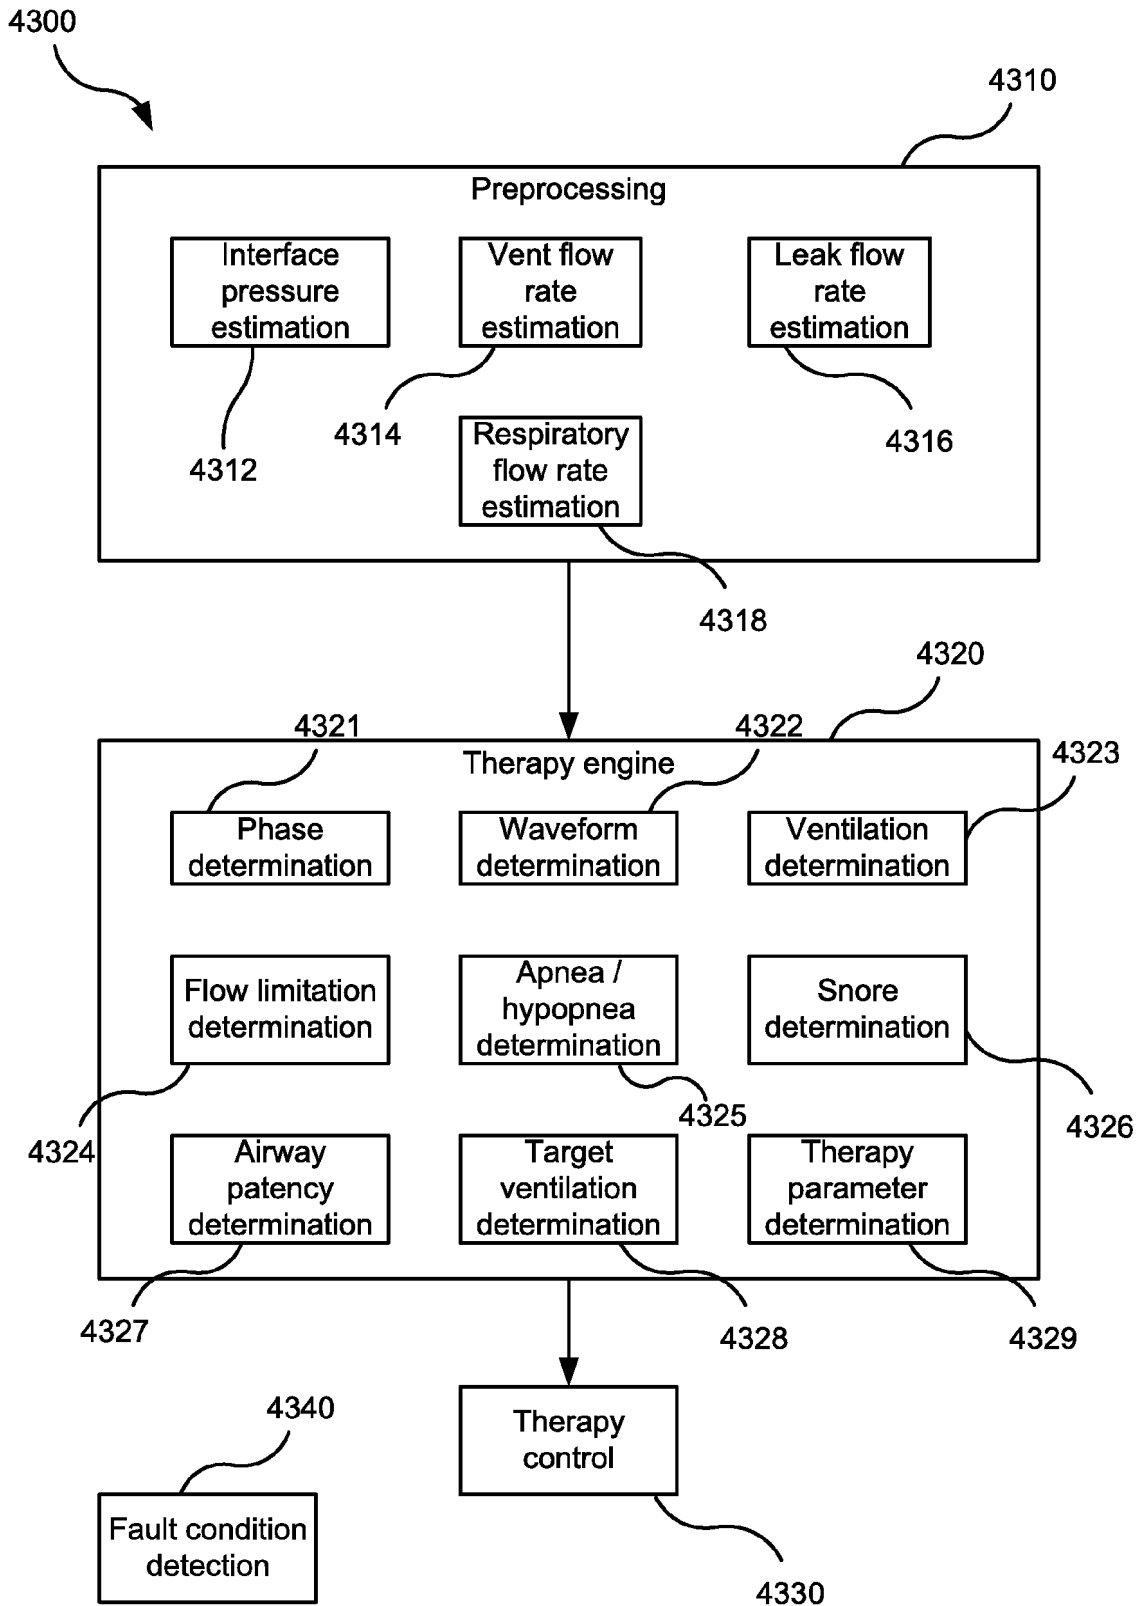 4300
4310
Preprocessing
Interface
pressure
estimation
Vent flow
rate
estimation
Leak flow
rate
estimation
4312
4314
4316
Respiratory
flow rate
estimation
4318
4320
4321
4322
4323
Therapy engine
Phase
determination
Waveform
determination
Ventilation
determination
Flow limitation
determination
Apnea /
hypopnea
determination
Snore
determination
4324
4325
4326
Airway
patency
determination
Target
ventilation
determination
Therapy
parameter
determination
4327
4328
4329
Therapy
control
4330
4340
Fault condition
detection